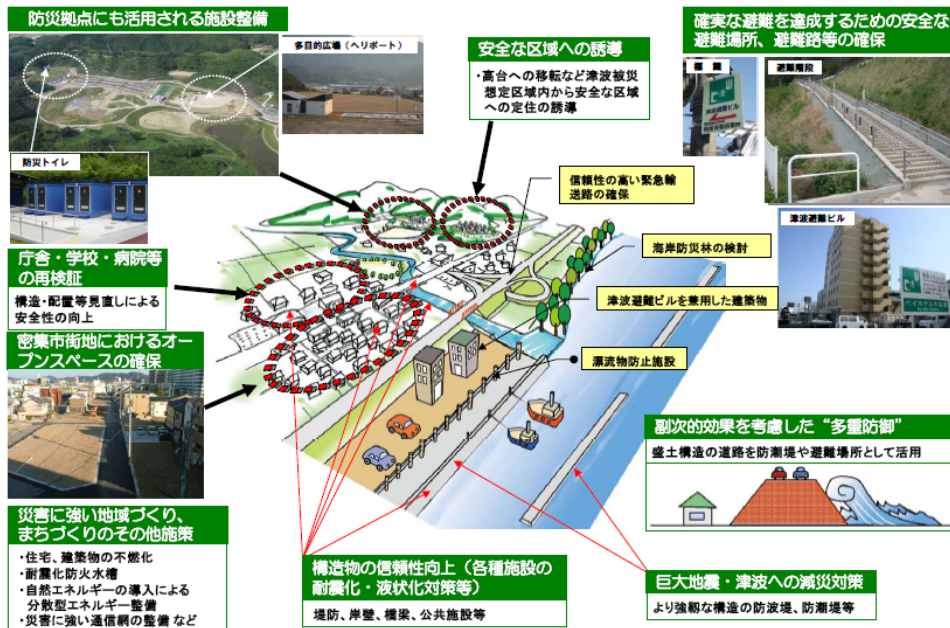 防災拠点にも活用される施設整備
多目的広場（ヘリポート）
防災トイレ
安全な区域への誘導
・高台への移転など津波被災
想定区域内から安全な区域
への定住の誘導
確実な避難を達成するための安全な
避難場所、避難路等の確保
標識
避難階段
津波避難ビル
津波避難ビル
庁舎・学校・病院等
の再検証
構造・配置等見直しによる
安全性の向上
密集市街地におけるオー
プンスペースの確保
信頼性の高い緊急輸
送路の確保
海岸防災林の検討
津波避難ビルを兼用した建築物
漂流物防止施設
副次的効果を考慮した“多重防御”
盛土構造の道路を防潮堤や避難場所として活用
災害に強い地域づくり、
まちづくりのその他施策
・住宅、建築物の不燃化
・耐震化防火水槽
・自然エネルギーの導入による
分散型エネルギー整備
・災害に強い通信網の整備 など
構造物の信頼性向上（各種施設の
耐震化・液状化対策等）
堤防、岸壁、橋梁、公共施設等
巨大地震・津波への減災対策
より強靭な構造の防波堤、防潮堤等